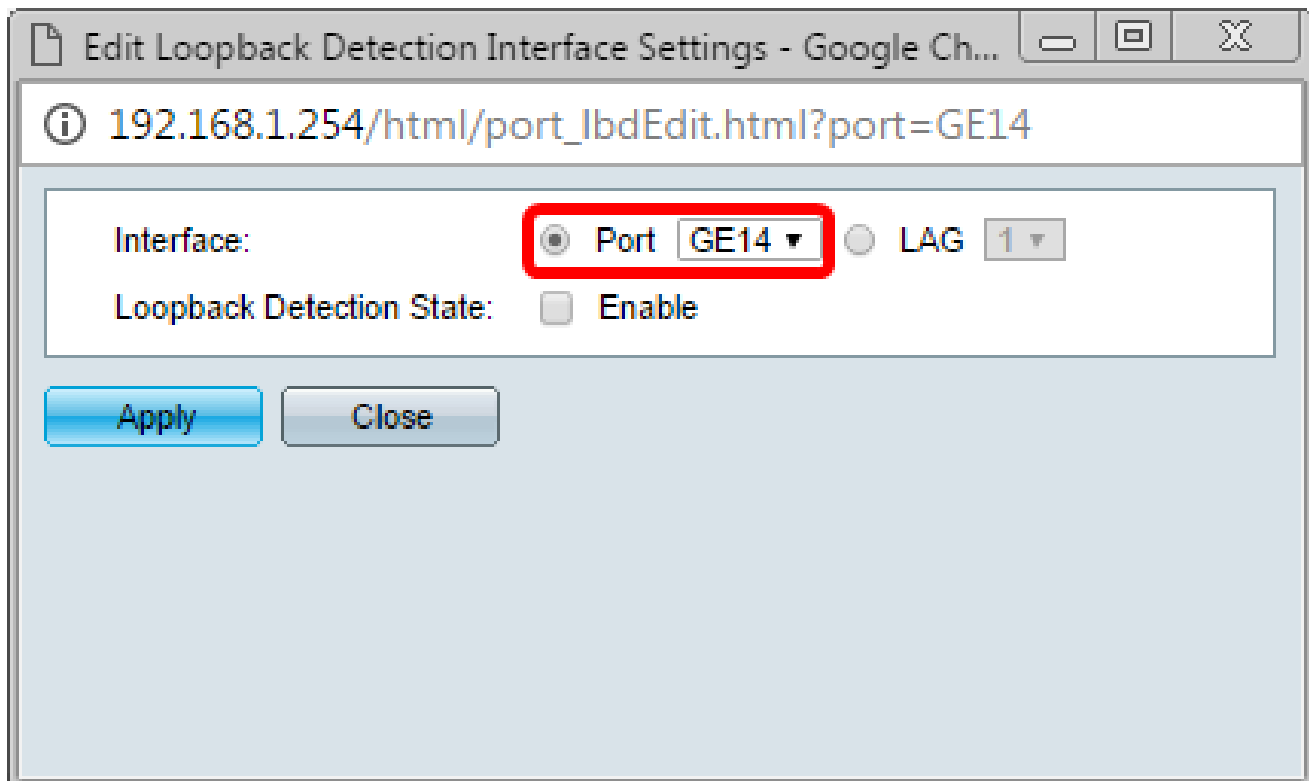 Edit Loopback Detection Interface Settings - Google Ch...
192.168.1.254/html/port_lbdEdit.html?port=GE14
Interface: Port GE14 LAG 1
Loopback Detection State: Enable
Apply Close